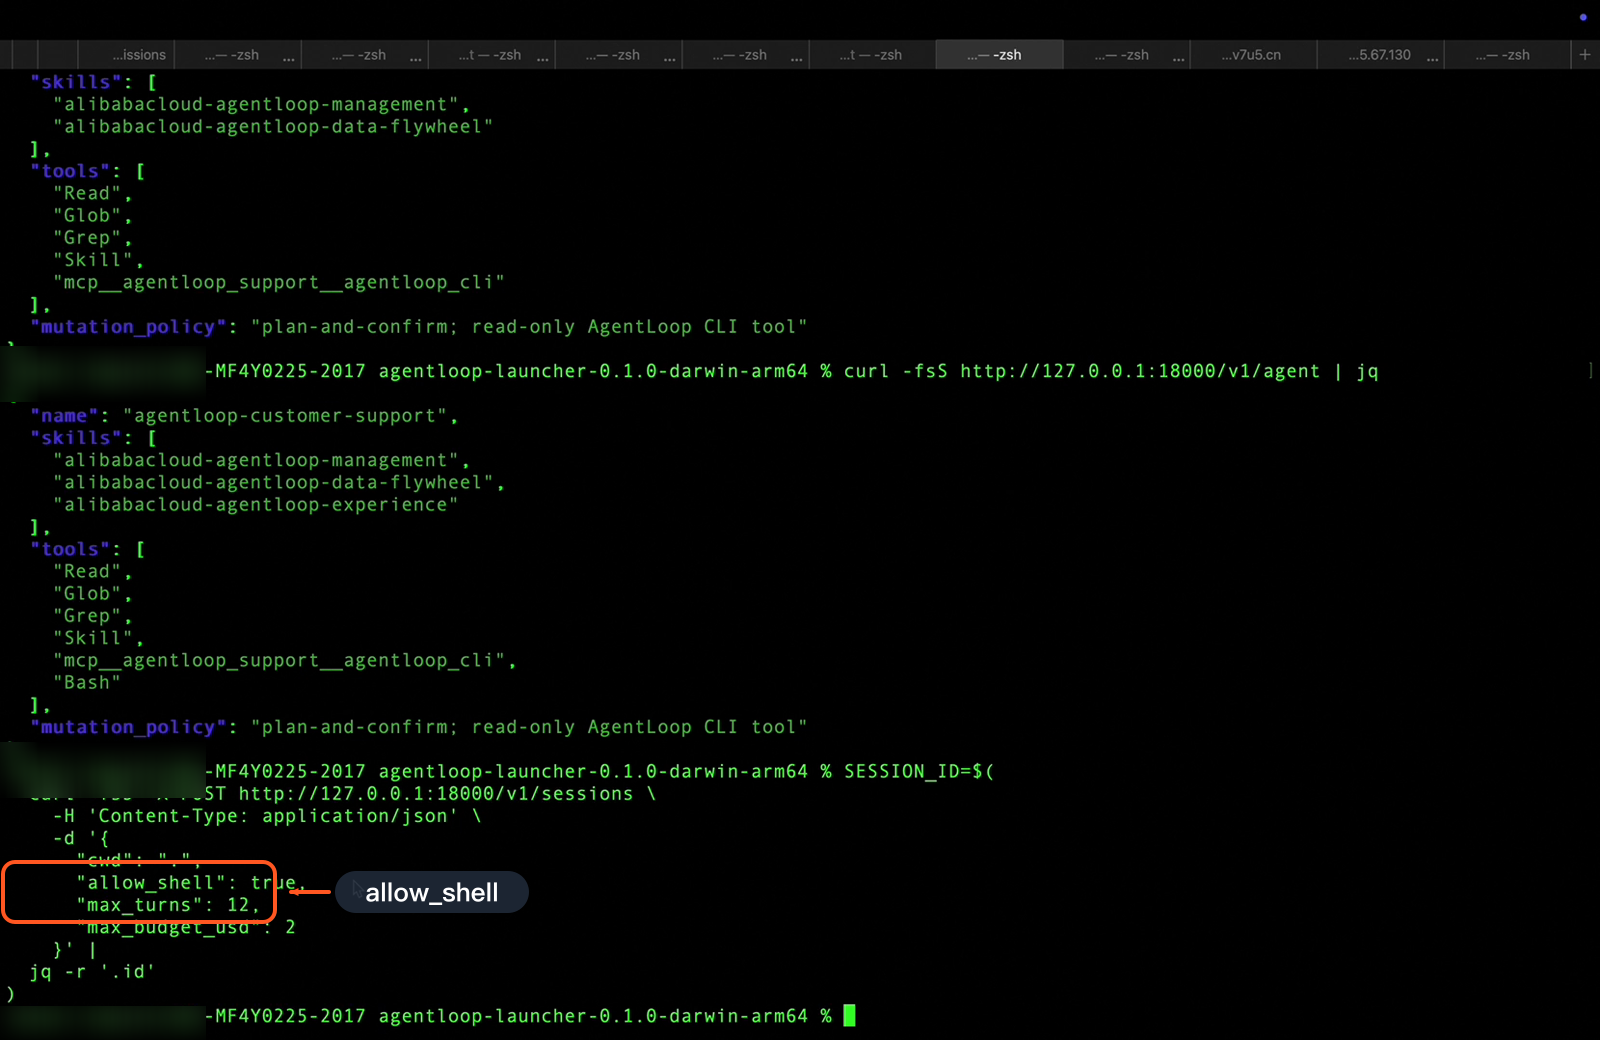 ...issions ...— -zsh ... ...— -zsh ... ...t — -zsh ... ...— -zsh ... ...— -zsh ... ...t — -zsh ...— -zsh ...— -zsh ... ...v7u5.cn ...5.67.130 ... ...— -zsh +
"skills": [
"alibabacloud-agentloop-management",
"alibabacloud-agentloop-data-flywheel"
],
"tools": [
"Read",
"Glob",
"Grep",
"Skill",
"mcp__agentloop_support__agentloop_cli"
],
"mutation_policy": "plan-and-confirm; read-only AgentLoop CLI tool"
-MF4Y0225-2017 agentloop-launcher-0.1.0-darwin-arm64 % curl -fsS http://127.0.0.1:18000/v1/agent | jq
"name": "agentloop-customer-support",
"skills": [
"alibabacloud-agentloop-management",
"alibabacloud-agentloop-data-flywheel",
"alibabacloud-agentloop-experience"
],
"tools": [
"Read",
"Glob",
"Grep",
"Skill",
"mcp__agentloop_support__agentloop_cli",
"Bash"
],
"mutation_policy": "plan-and-confirm; read-only AgentLoop CLI tool"
-MF4Y0225-2017 agentloop-launcher-0.1.0-darwin-arm64 % SESSION_ID=$(
http://127.0.0.1:18000/v1/sessions \
-H 'Content-Type: application/json' \
-d '{
"cwd": ".",
"allow_shell": true,
allow_shell
"max_turns": 12,
"max_budget_usd": 2
}' |
jq -r '.id'
)
-MF4Y0225-2017 agentloop-launcher-0.1.0-darwin-arm64 %